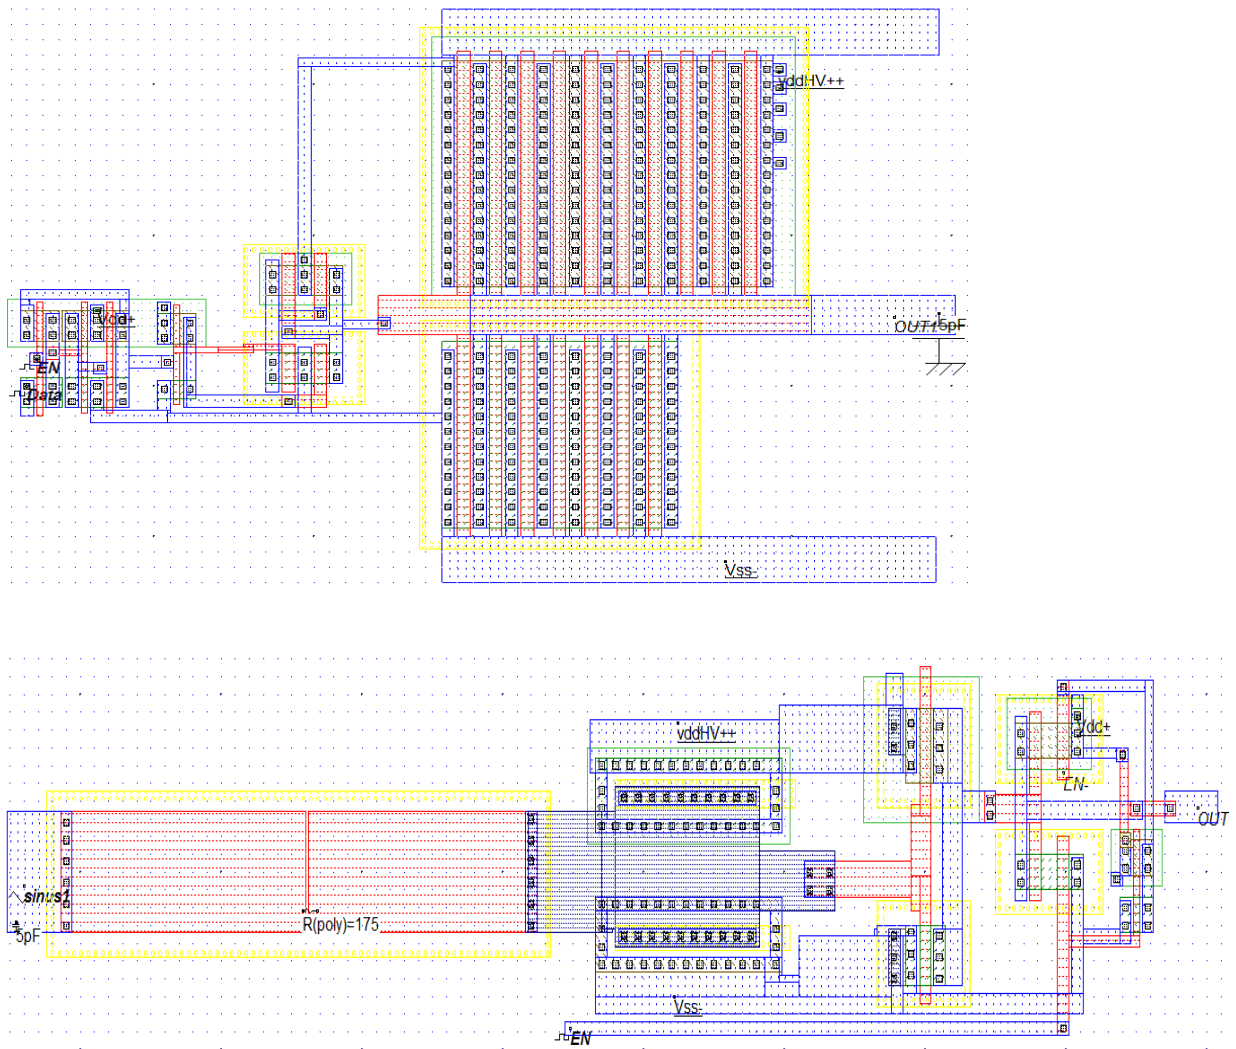 vddHV++
Vdd+
OUT1
5pF
EN
Data
Vss-
vddHV++
Vdd+
EN-
OUT
sinus1
R(poly)=175
5pF
Vss-
EN